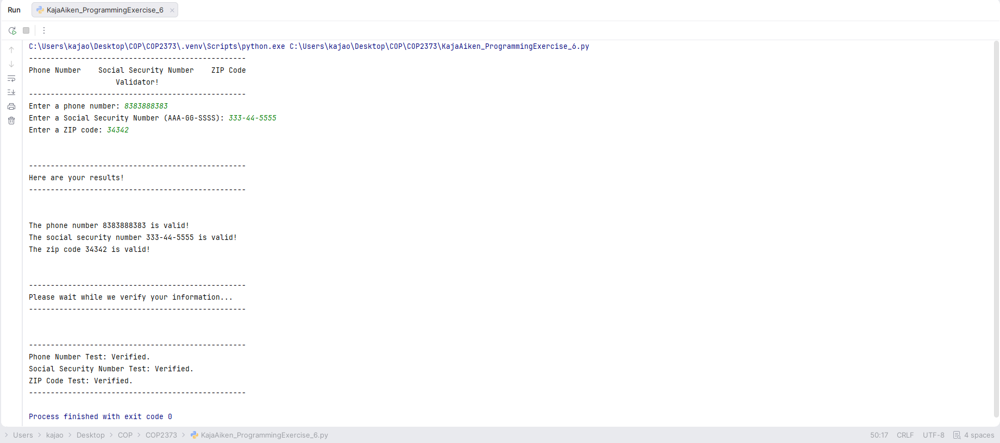 Run KajaAiken_ProgrammingExercise_6
C:\Users\kajao\Desktop\COP\COP2373\.venv\Scripts\python.exe C:\Users\kajao\Desktop\COP\COP2373\KajaAiken_ProgrammingExercise_6.py
--------------------------------------------------
Phone Number    Social Security Number    ZIP Code
                    Validator!
--------------------------------------------------
Enter a phone number: 8383888383
Enter a Social Security Number (AAA-GG-SSSS): 333-44-5555
Enter a ZIP code: 34342
--------------------------------------------------
Here are your results!
--------------------------------------------------
The phone number 8383888383 is valid!
The social security number 333-44-5555 is valid!
The zip code 34342 is valid!
--------------------------------------------------
Please wait while we verify your information...
--------------------------------------------------
--------------------------------------------------
Phone Number Test: Verified.
Social Security Number Test: Verified.
ZIP Code Test: Verified.
--------------------------------------------------
Process finished with exit code 0
Users > kajao > Desktop > COP > COP2373 > KajaAiken_ProgrammingExercise_6.py 50:17 CRLF UTF-8 4 spaces